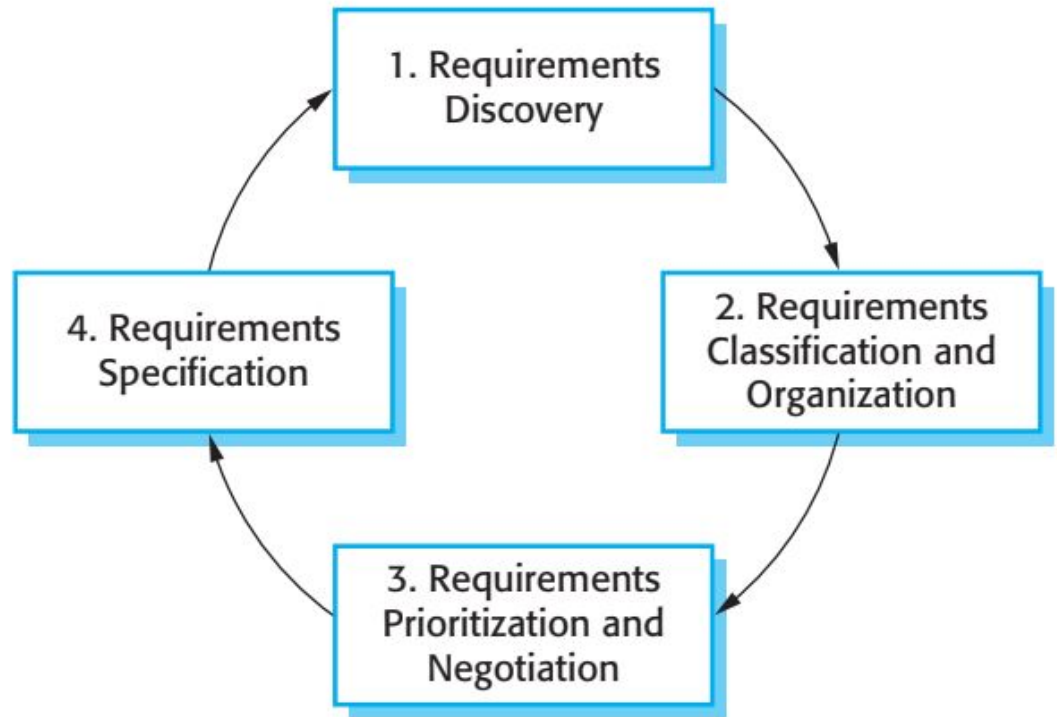 1. Requirements
Discovery
2. Requirements
Classification and
Organization
3. Requirements
Prioritization and
Negotiation
4. Requirements
Specification